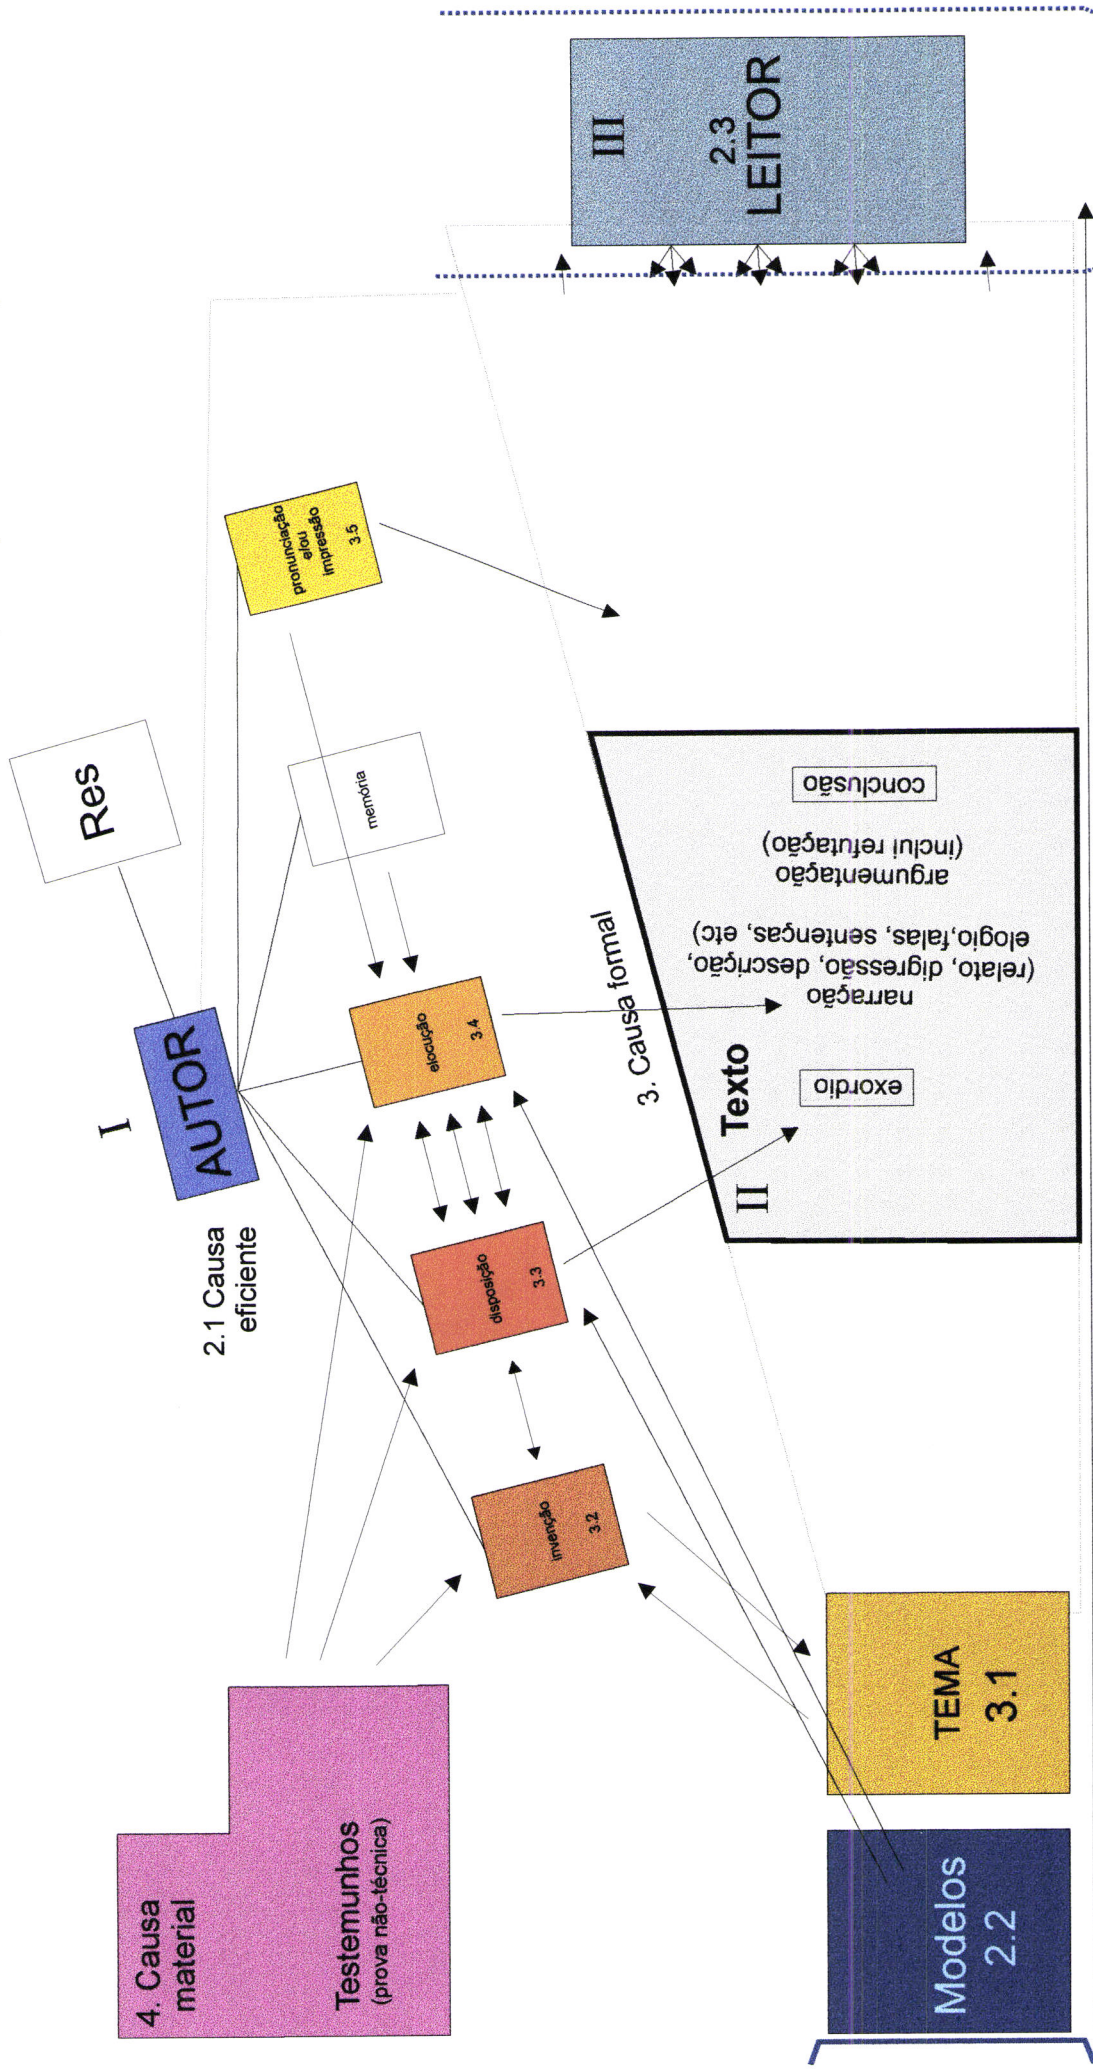 4. Causa
material
Testemunhos
(prova não-técnica)
Modelos
2.2
TEMA
3.1
2.1 Causa
eficiente
I
AUTOR
Res
invenção
3.2
disposição
3.3
elocução
3.4
memória
pronunciação
e/ou
impressão
3.5
3. Causa formal
II
Texto
exordio
narração
(relato, digressão, descrição,
elogio,falas, sentenças, etc)
argumentação
(inclui refutação)
conclusão
III
2.3
LEITOR